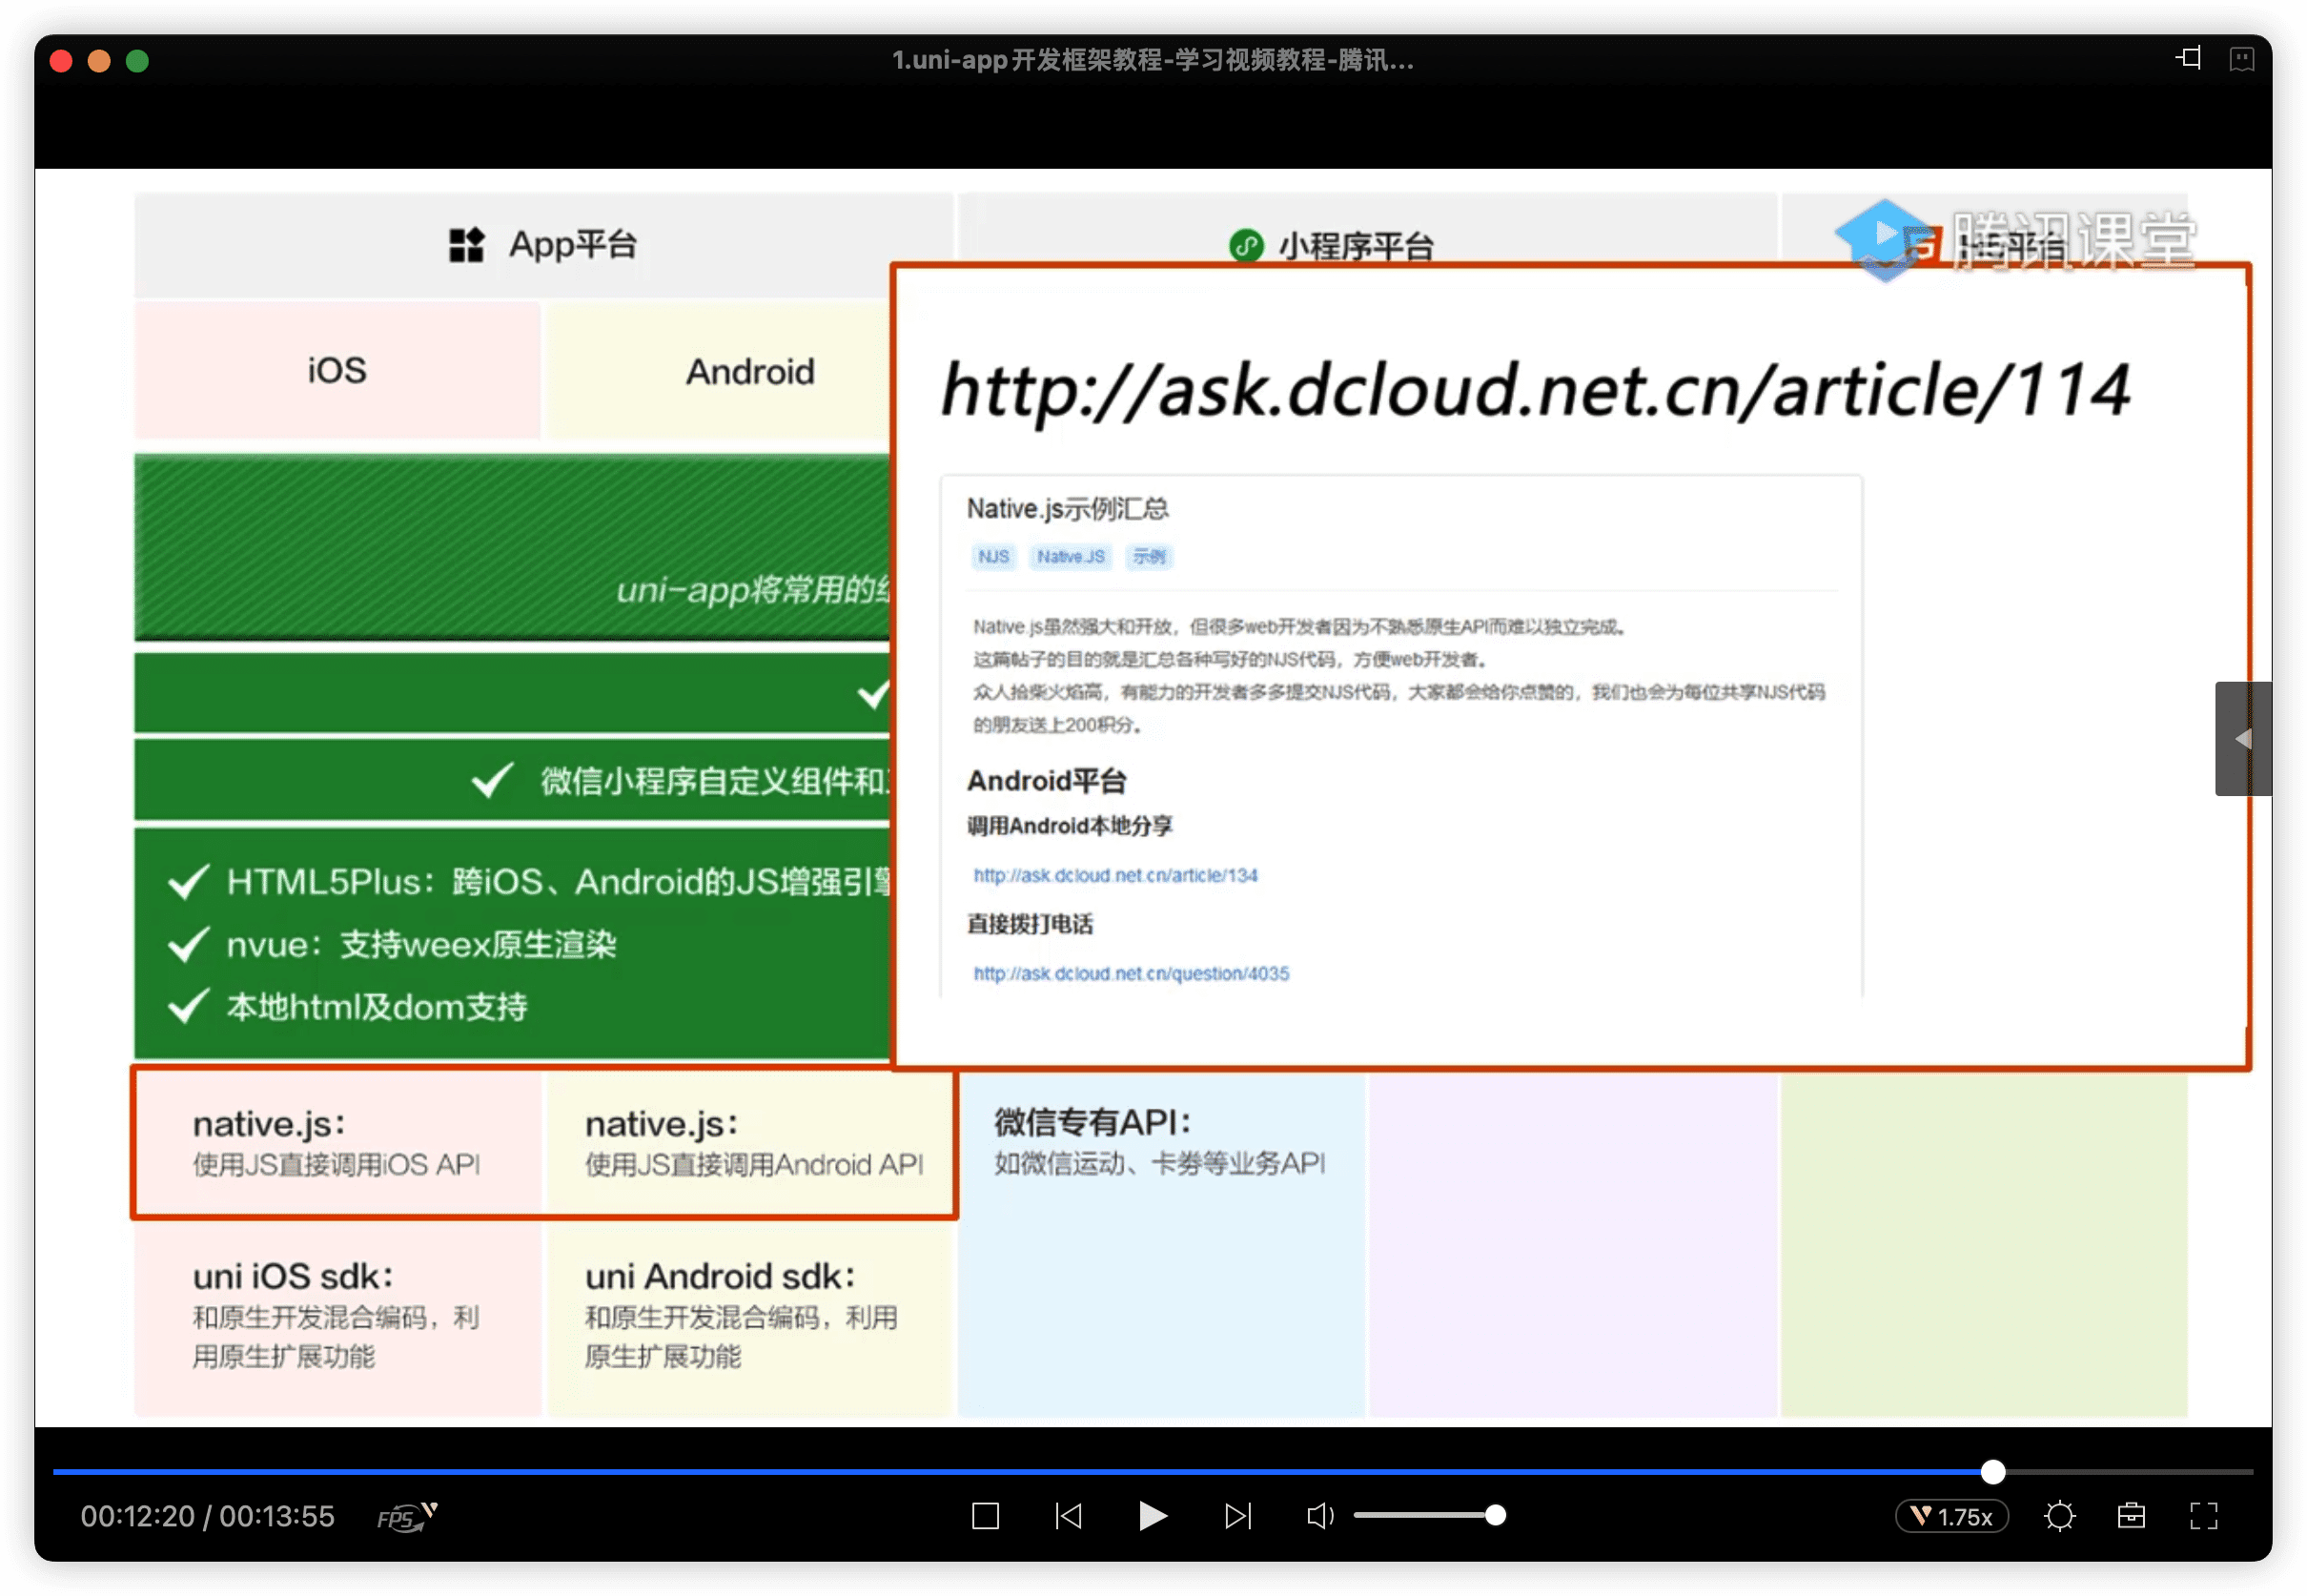 1.uni-app开发框架教程-学习视频教程-腾讯...
App平台
小程序平台
H5平台
腾讯课堂
iOS
Android
http://ask.dcloud.net.cn/article/114
Native.js示例汇总
NJS
Native.JS
示例
Native.js虽然强大和开放，但很多web开发者因为不熟悉原生API而难以独立完成。
这篇帖子的目的就是汇总各种写好的NJS代码，方便web开发者。
众人拾柴火焰高，有能力的开发者多多提交NJS代码，大家都会给你点赞的，我们也会为每位共享NJS代码
的朋友送上200积分。
Android平台
调用Android本地分享
http://ask.dcloud.net.cn/article/134
直接拨打电话
http://ask.dcloud.net.cn/question/4035
uni-app将常用的
微信小程序自定义组件和
HTML5Plus：跨iOS、Android的JS增强引擎
nvue：支持weex原生渲染
本地html及dom支持
native.js：
使用JS直接调用iOS API
native.js：
使用JS直接调用Android API
微信专有API：
如微信运动、卡券等业务API
uni iOS sdk：
和原生开发混合编码，利
用原生扩展功能
uni Android sdk：
和原生开发混合编码，利用
原生扩展功能
00:12:20 / 00:13:55
FPS
1.75x